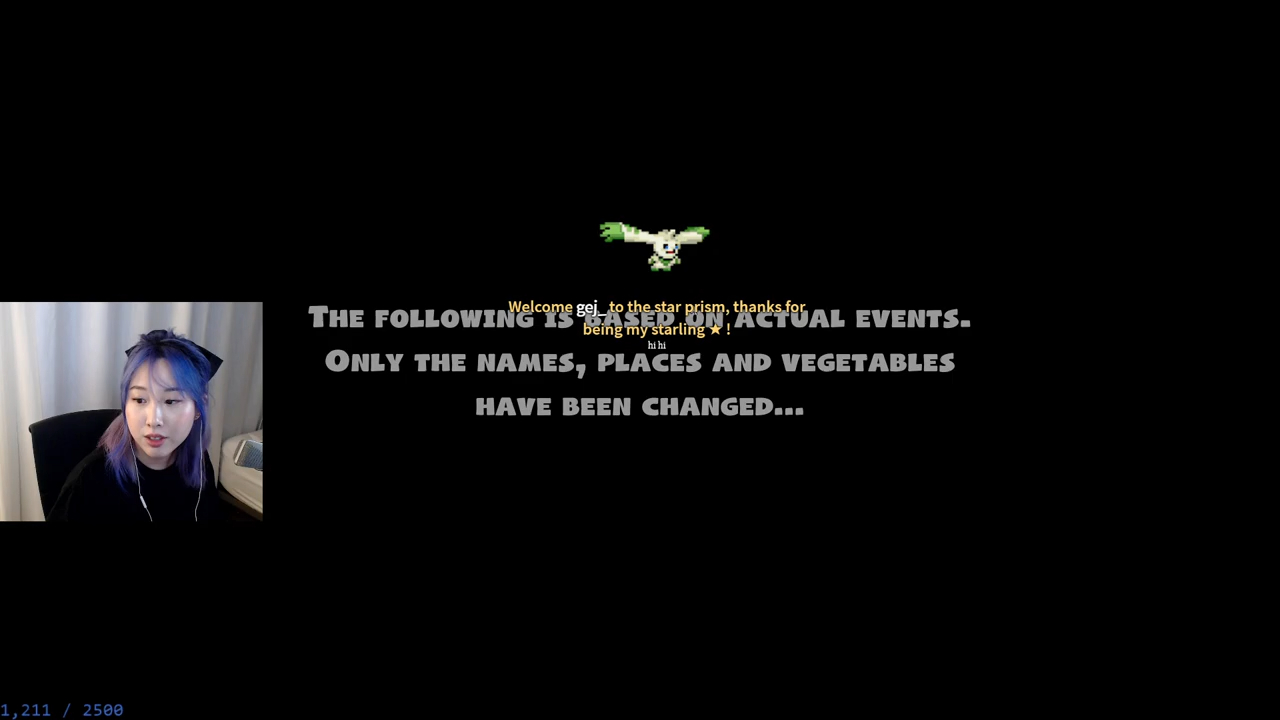 The following is based on actual events.
Welcome gej_ to the star prism, thanks for
being my starling ★ !
hi hi
Only the names, places and vegetables
have been changed...
1,211 / 2500